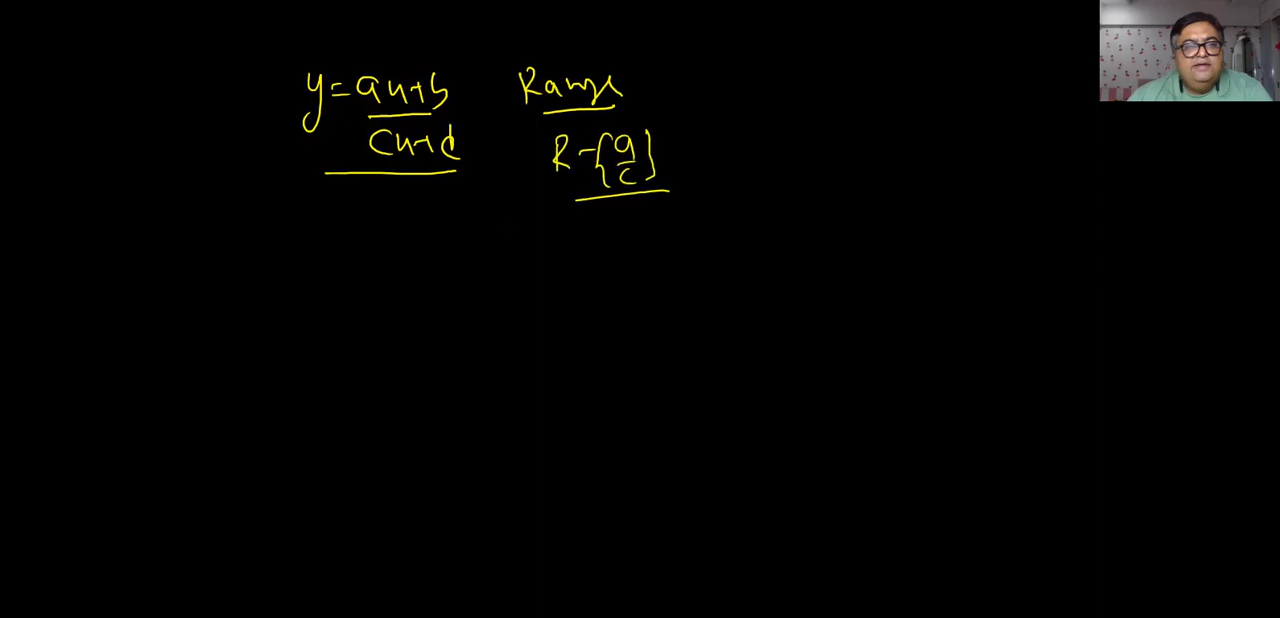 y = ax+b Range
cx+d R - {a/c}